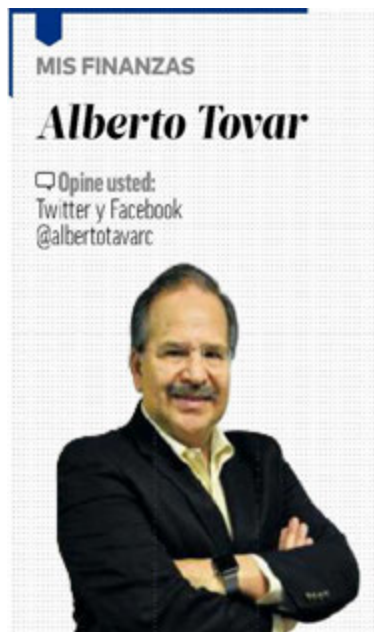 MIS FINANZAS
Alberto Tovar
Opine usted:
Twitter y Facebook
@albertotavarc